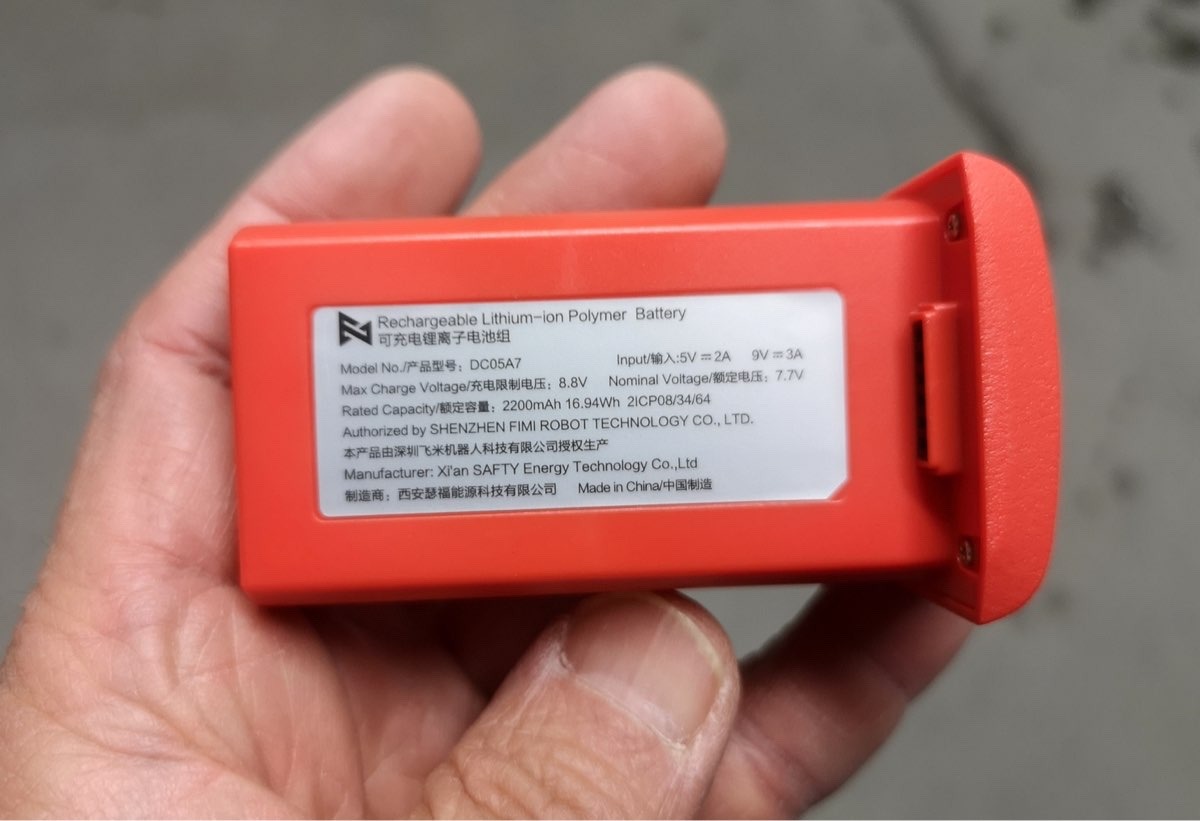 Rechargeable Lithium-ion Polymer Battery
可充电锂离子电池组
Model No./产品型号: DC05A7 Input/输入:5V⎓2A 9V⎓3A
Max Charge Voltage/充电限制电压: 8.8V Nominal Voltage/额定电压: 7.7V
Rated Capacity/额定容量: 2200mAh 16.94Wh 2ICP08/34/64
Authorized by SHENZHEN FIMI ROBOT TECHNOLOGY CO., LTD.
本产品由深圳飞米机器人科技有限公司授权生产
Manufacturer: Xi'an SAFTY Energy Technology Co.,Ltd
制造商: 西安瑟福能源科技有限公司 Made in China/中国制造